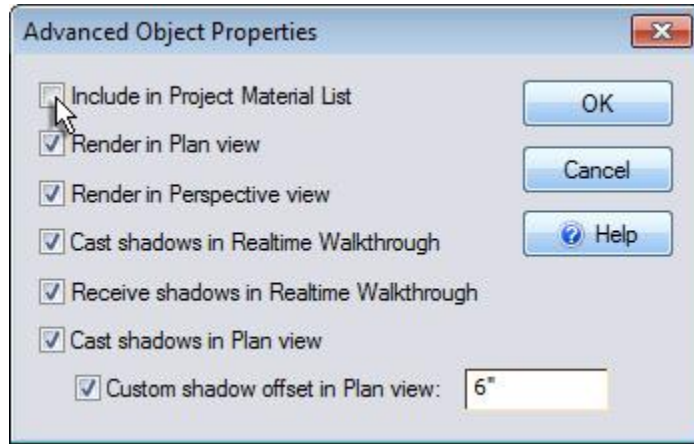 Advanced Object Properties
Include in Project Material List
OK
Render in Plan view
Cancel
Render in Perspective view
Help
Cast shadows in Realtime Walkthrough
Receive shadows in Realtime Walkthrough
Cast shadows in Plan view
Custom shadow offset in Plan view: 6"